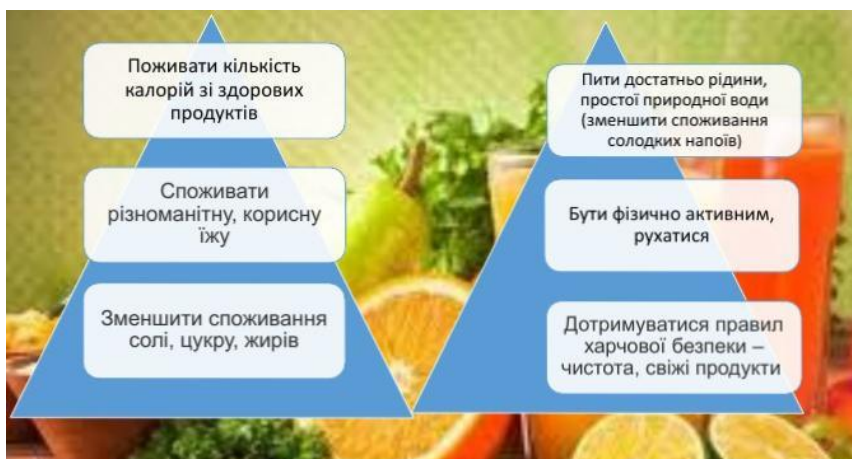 Поживати кількість
калорій зі здорових
продуктів
Споживати
різноманітну, корисну
їжу
Зменшити споживання
солі, цукру, жирів
Пити достатньо рідини,
простої природної води
(зменшити споживання
солодких напоїв)
Бути фізично активним,
рухатися
Дотримуватися правил
харчової безпеки –
чистота, свіжі продукти